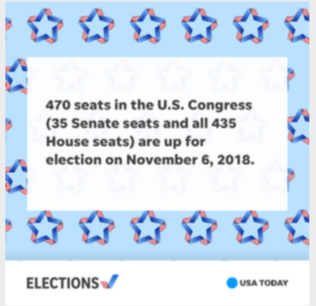 470 seats in the U.S. Congress
(35 Senate seats and all 435
House seats) are up for
election on November 6, 2018.
ELECTIONS
USA TODAY